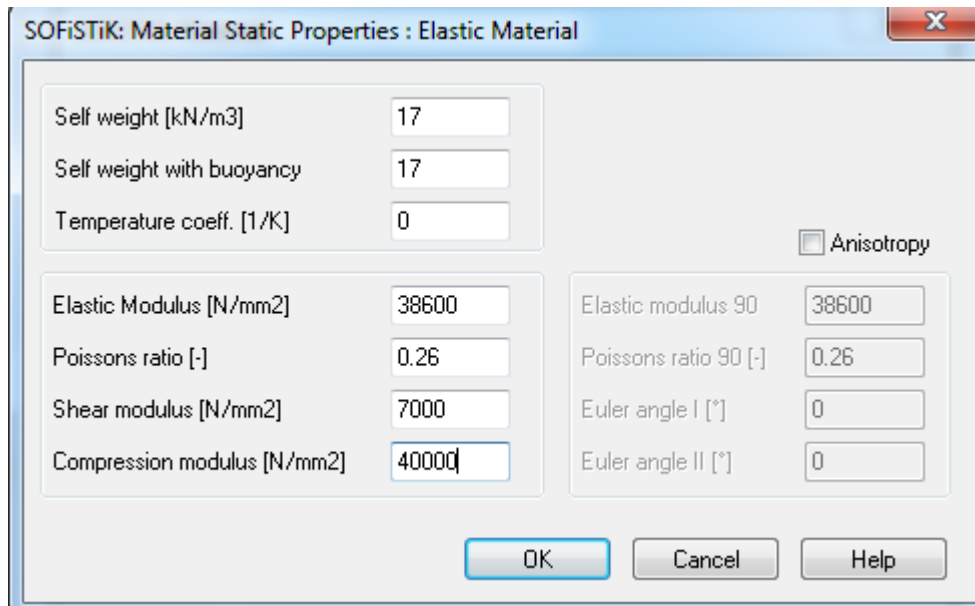 SOFiSTiK: Material Static Properties : Elastic Material
Self weight [kN/m3] 17
Self weight with buoyancy 17
Temperature coeff. [1/K] 0
Anisotropy
Elastic Modulus [N/mm2] 38600 Elastic modulus 90 38600
Poissons ratio [-] 0.26 Poissons ratio 90 [-] 0.26
Shear modulus [N/mm2] 7000 Euler angle I [°] 0
Compression modulus [N/mm2] 40000 Euler angle II [°] 0
OK Cancel Help